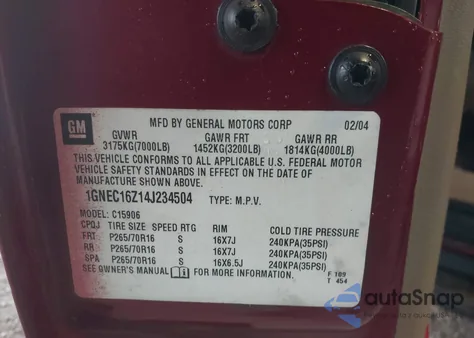 GM
MFD BY GENERAL MOTORS CORP 02/04
GVWR GAWR FRT GAWR RR
3175KG(7000LB) 1452KG(3200LB) 1814KG(4000LB)
THIS VEHICLE CONFORMS TO ALL APPLICABLE U.S. FEDERAL MOTOR
VEHICLE SAFETY STANDARDS IN EFFECT ON THE DATE OF
MANUFACTURE SHOWN ABOVE.
1GNEC16Z14J234504 TYPE: M.P.V.
MODEL: C15906
CPQJ TIRE SIZE SPEED RTG RIM COLD TIRE PRESSURE
FRT P265/70R16 S 16X7J 240KPA(35PSI)
RR P265/70R16 S 16X7J 240KPA(35PSI)
SPA P265/70R16 S 16X6.5J 240KPA(35PSI)
SEE OWNER'S MANUAL FOR MORE INFORMATION. F 109
T 454
autoSnap